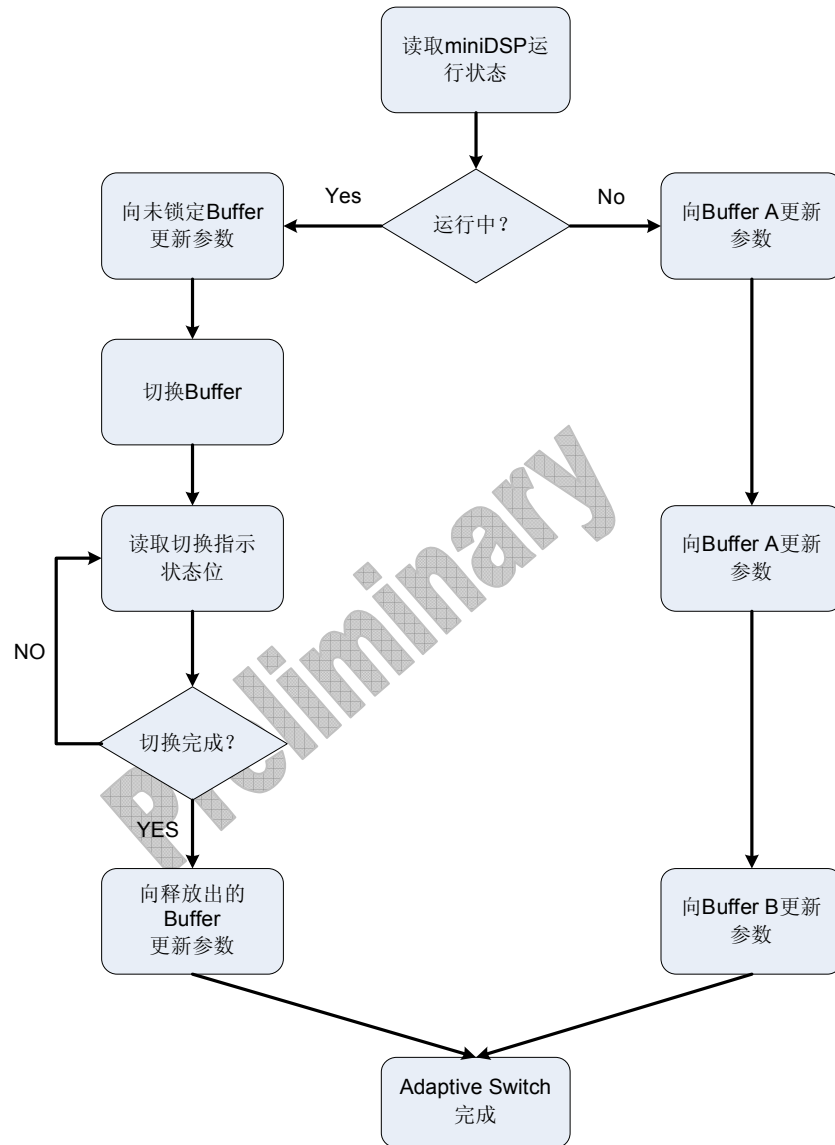 读取miniDSP运
行状态
Yes
No
向未锁定Buffer
更新参数
运行中？
向Buffer A更新
参数
切换Buffer
读取切换指示
状态位
向Buffer A更新
参数
NO
切换完成？
YES
向释放出的
Buffer
更新参数
向Buffer B更新
参数
Adaptive Switch
完成
Preliminary